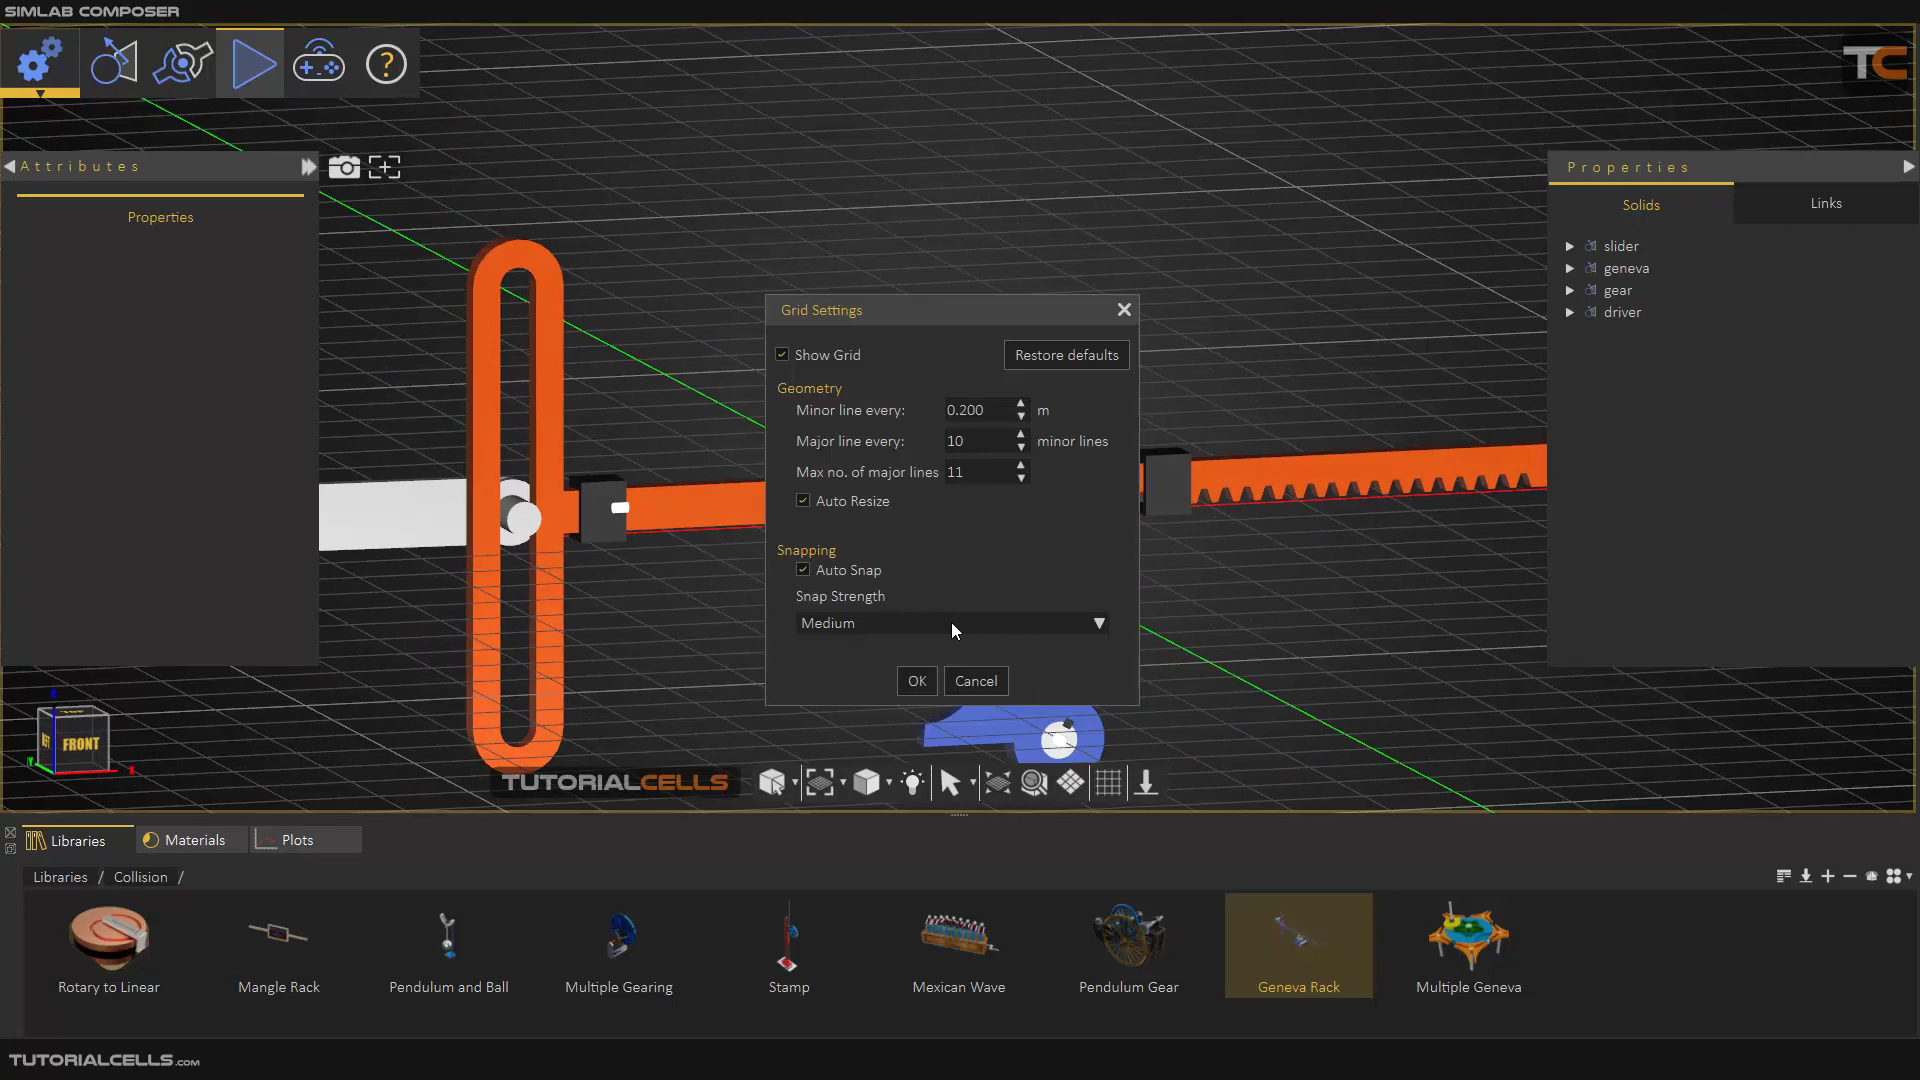 SIMLAB COMPOSER
TC
Attributes
Properties
Properties
Solids
Links
slider
geneva
gear
driver
Grid Settings
Show Grid
Restore defaults
Geometry
Minor line every:
0.200
m
Major line every:
10
minor lines
Max no. of major lines
11
Auto Resize
Snapping
Auto Snap
Snap Strength
Medium
OK
Cancel
FRONT
TUTORIALCELLS
Libraries
Materials
Plots
Libraries / Collision /
Rotary to Linear
Mangle Rack
Pendulum and Ball
Multiple Gearing
Stamp
Mexican Wave
Pendulum Gear
Geneva Rack
Multiple Geneva
TUTORIALCELLS.COM